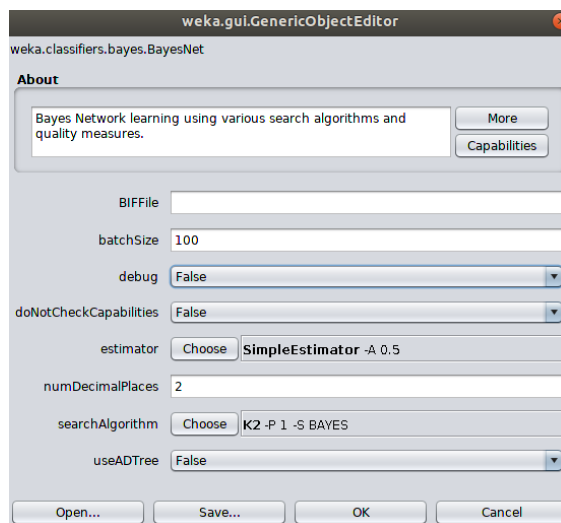 weka.gui.GenericObjectEditor
weka.classifiers.bayes.BayesNet
About
Bayes Network learning using various search algorithms and
quality measures.
More
Capabilities
BIFFile
batchSize 100
debug False
doNotCheckCapabilities False
estimator Choose SimpleEstimator -A 0.5
numDecimalPlaces 2
searchAlgorithm Choose K2 -P 1 -S BAYES
useADTree False
Open... Save... OK Cancel